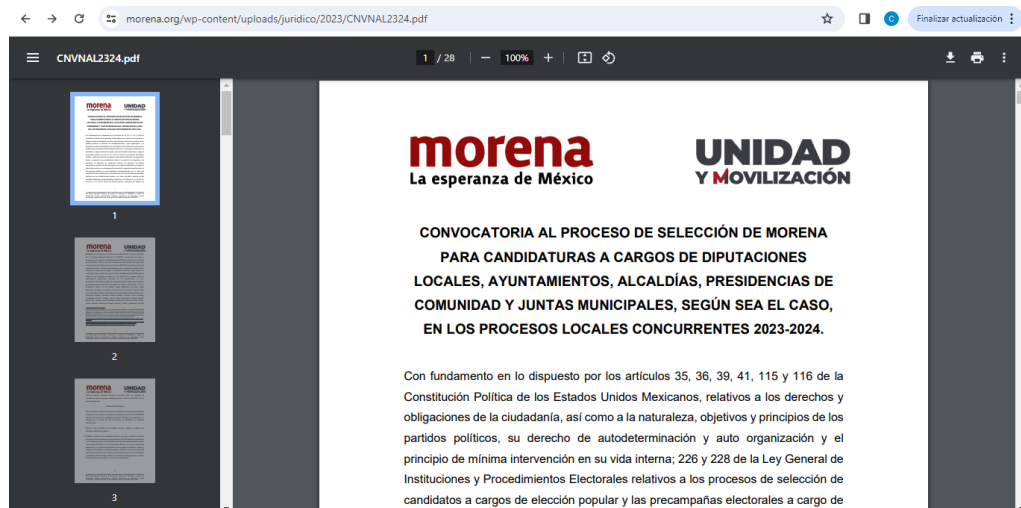 morena.org/wp-content/uploads/juridico/2023/CNVNAL2324.pdf
C
Finalizar actualización
CNVNAL2324.pdf
1 / 28
100%
morena
La esperanza de México
UNIDAD
Y MOVILIZACIÓN
CONVOCATORIA AL PROCESO DE SELECCIÓN DE MORENA
PARA CANDIDATURAS A CARGOS DE DIPUTACIONES
LOCALES, AYUNTAMIENTOS, ALCALDÍAS, PRESIDENCIAS DE
COMUNIDAD Y JUNTAS MUNICIPALES, SEGÚN SEA EL CASO,
EN LOS PROCESOS LOCALES CONCURRENTES 2023-2024.
Con fundamento en lo dispuesto por los artículos 35, 36, 39, 41, 115 y 116 de la
Constitución Política de los Estados Unidos Mexicanos, relativos a los derechos y
obligaciones de la ciudadanía, así como a la naturaleza, objetivos y principios de los
partidos políticos, su derecho de autodeterminación y auto organización y el
principio de mínima intervención en su vida interna; 226 y 228 de la Ley General de
Instituciones y Procedimientos Electorales relativos a los procesos de selección de
candidatos a cargos de elección popular y las precampañas electorales a cargo de
morena
UNIDAD
1
morena
UNIDAD
2
morena
UNIDAD
3